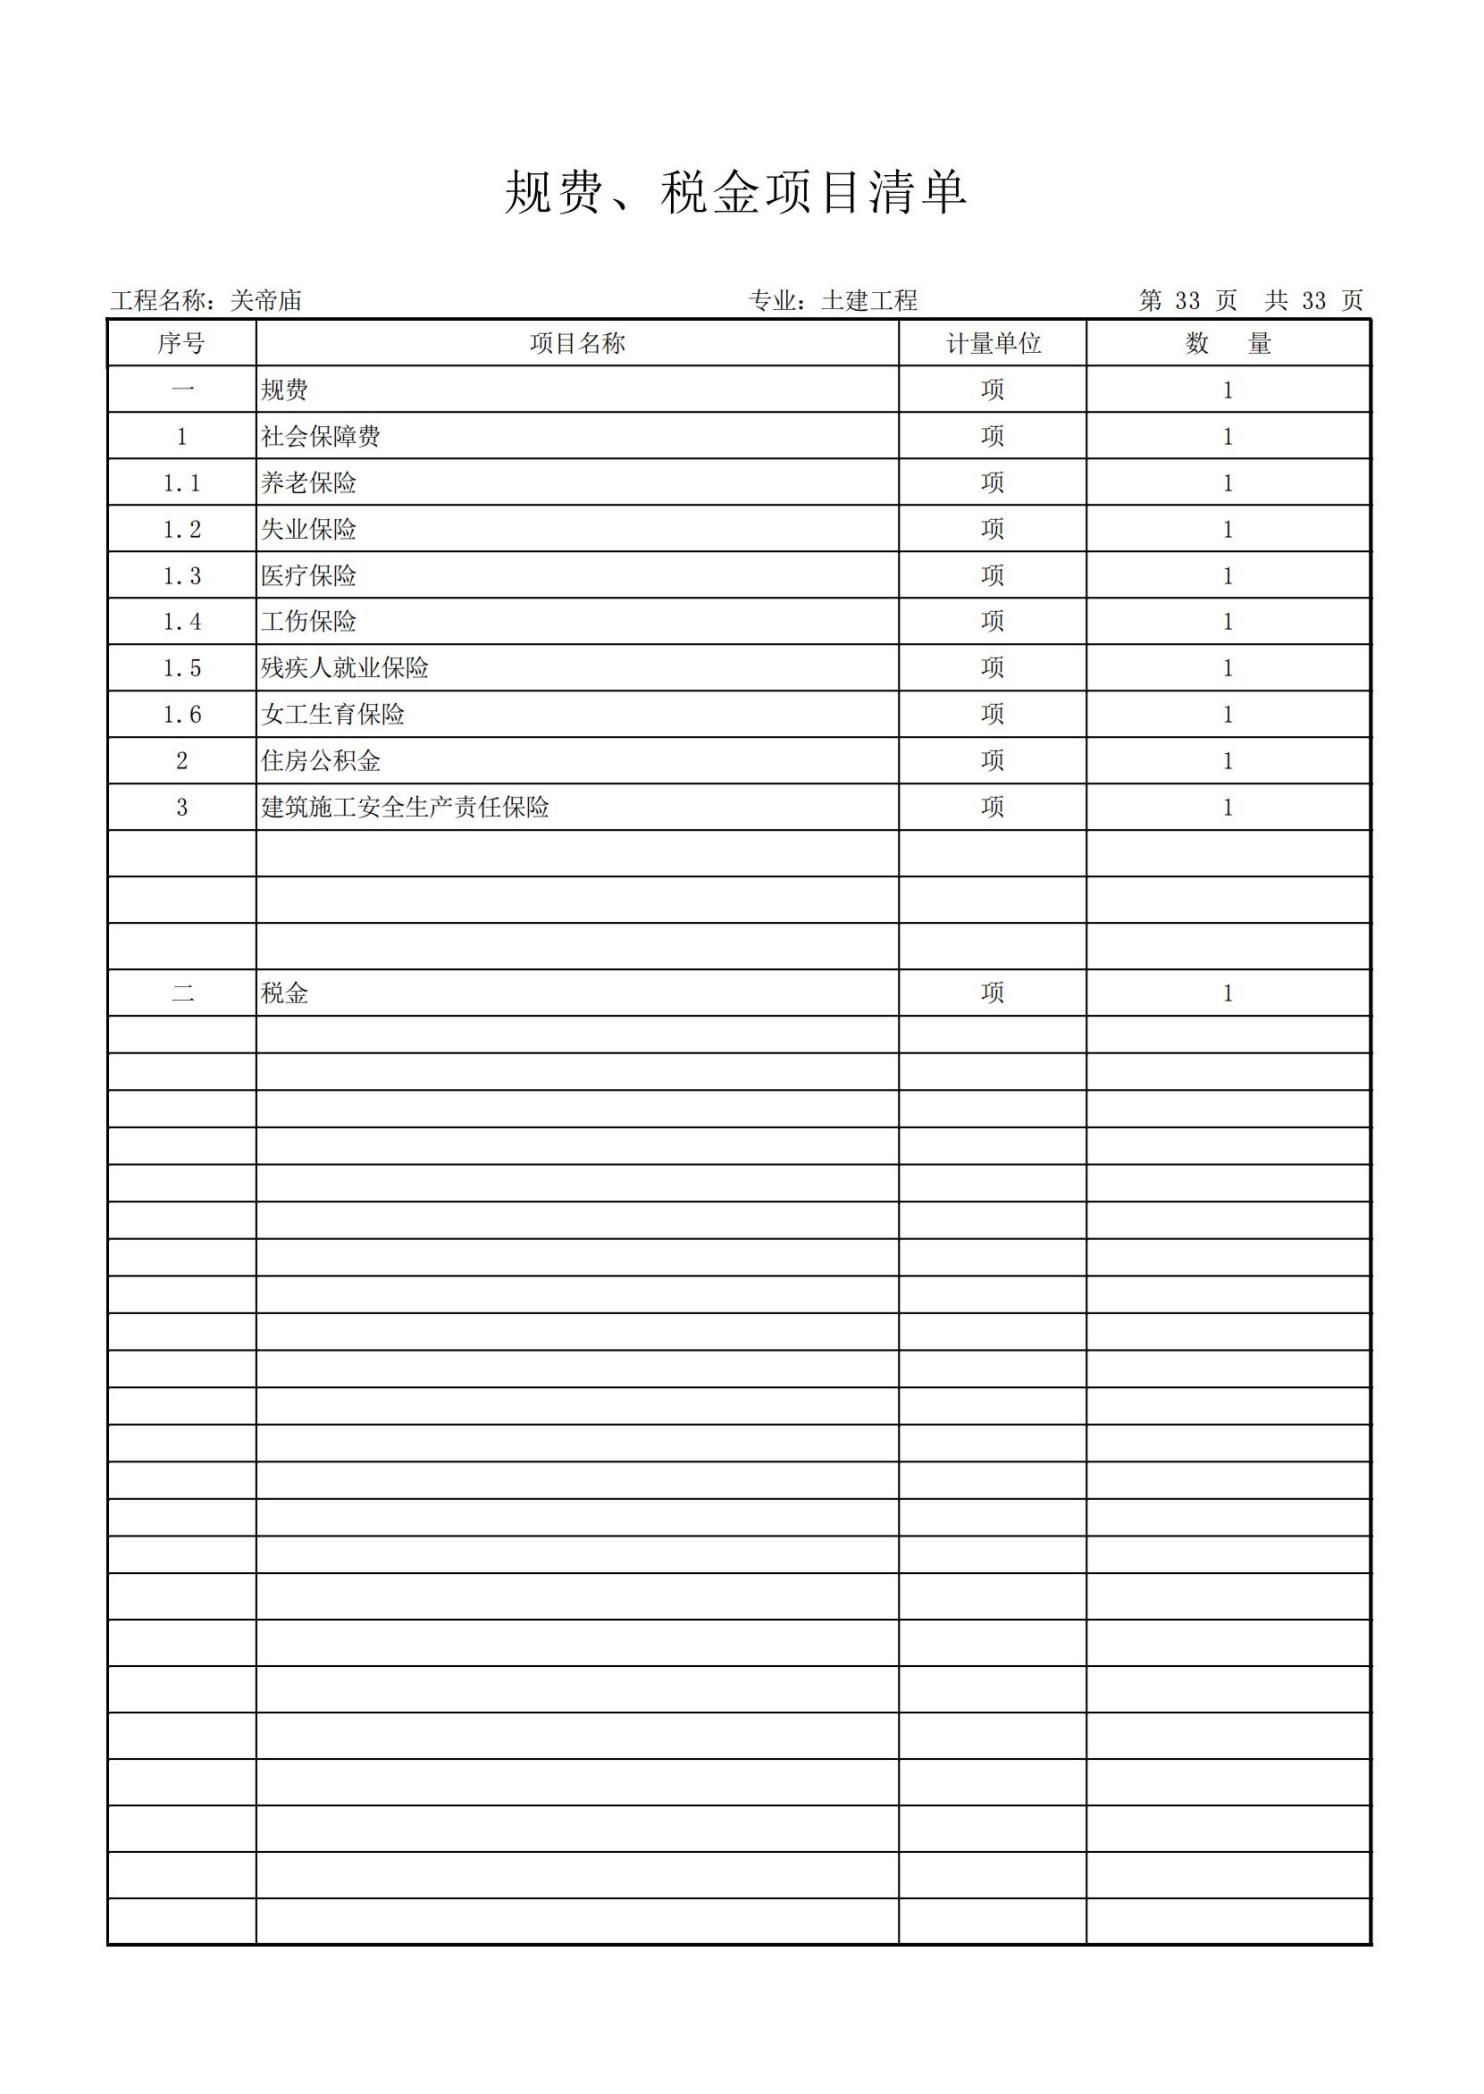 规费、税金项目清单
工程名称：关帝庙 专业：土建工程 第 33 页 共 33 页
序号 项目名称 计量单位 数 量
一 规费 项 1
1 社会保障费 项 1
1.1 养老保险 项 1
1.2 失业保险 项 1
1.3 医疗保险 项 1
1.4 工伤保险 项 1
1.5 残疾人就业保险 项 1
1.6 女工生育保险 项 1
2 住房公积金 项 1
3 建筑施工安全生产责任保险 项 1
二 税金 项 1